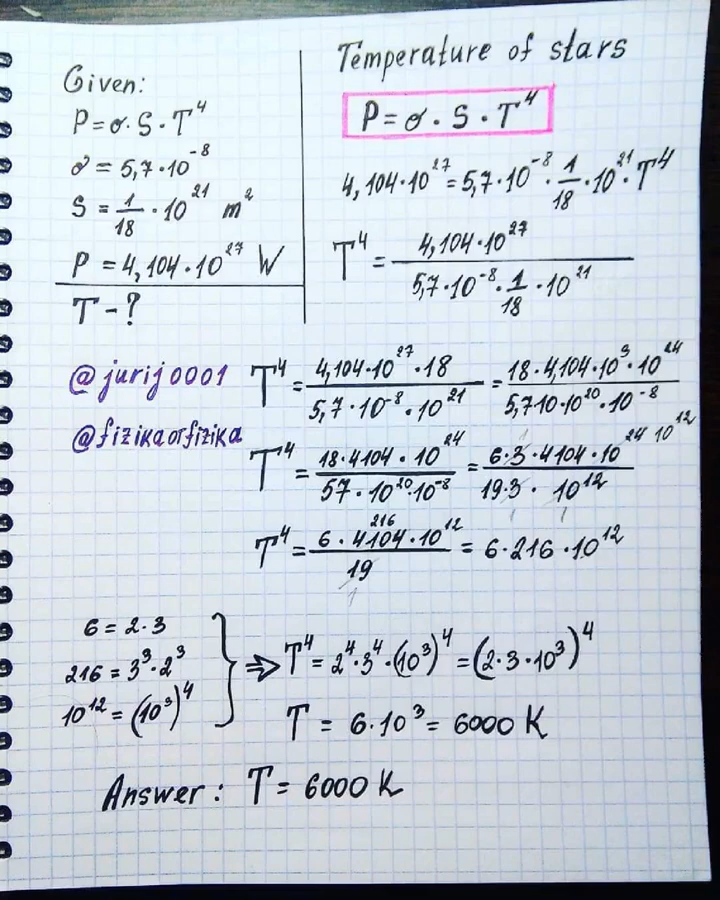 Given:
P=σ·S·T⁴
σ=5,7·10⁻⁸
S=1/18·10²¹ m²
P=4,104·10²⁷ W
T-?
Temperature of stars
P=σ·S·T⁴
4,104·10²⁷=5,7·10⁻⁸·1/18·10²¹·T⁴
T⁴=4,104·10²⁷/(5,7·10⁻⁸·1/18·10²¹)
@jurij0001
@fizikaotfizika
T⁴=4,104·10²⁷·18/(5,7·10⁻⁸·10²¹)=18·4,104·10³·10²⁴/(5,7·10·10²⁰·10⁻⁸)
T⁴=18·4104·10²⁴/(57·10²⁰·10⁻⁸)=6·3·4104·10²⁴ 10¹²/(19·3·10¹²)
1 1
T⁴=6·4104·10¹²/19=6·216·10¹²
216
1
6=2·3
216=3³·2³
10¹²=(10³)⁴
} ⇒ T⁴=2⁴·3⁴·(10³)⁴=(2·3·10³)⁴
T=6·10³=6000 K
Answer: T=6000 K